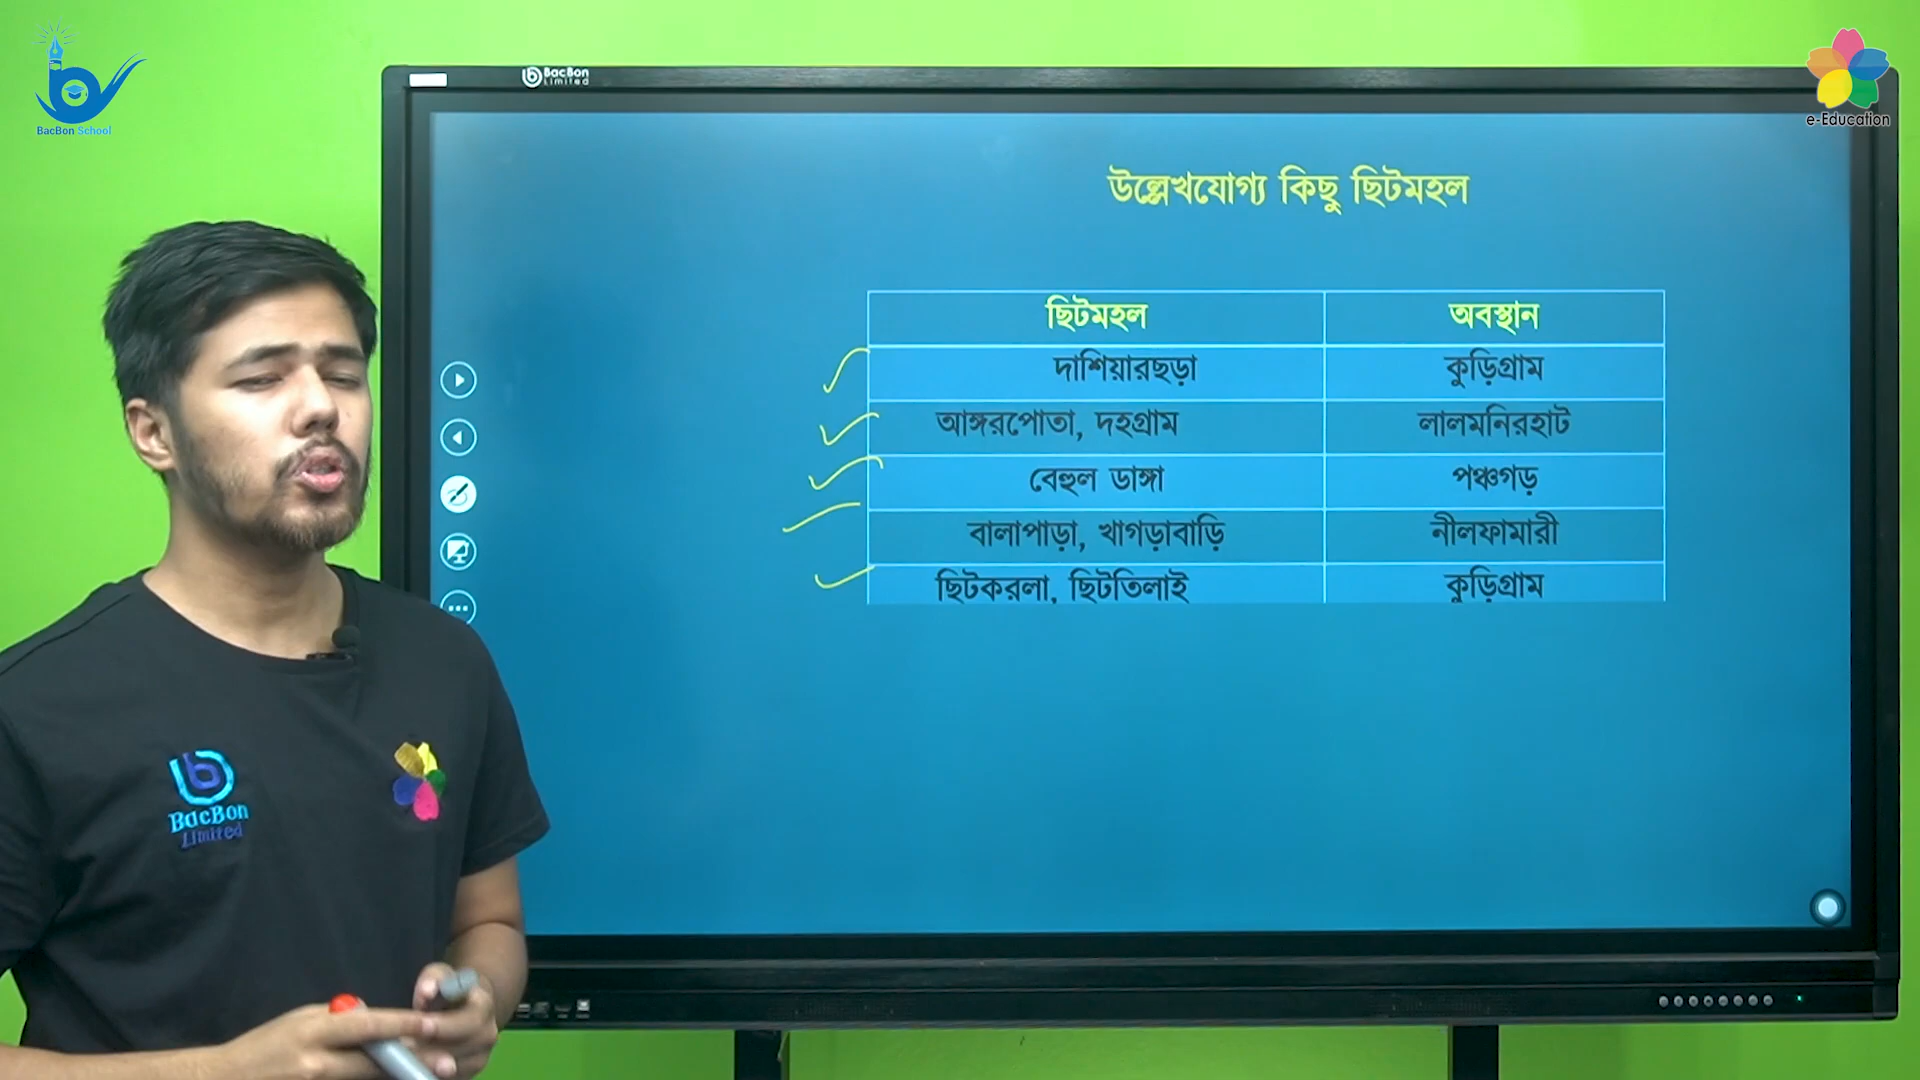 BacBon School
BacBon
Limited
e-Education
উল্লেখযোগ্য কিছু ছিটমহল
ছিটমহল অবস্থান
দাশিয়ারছড়া কুড়িগ্রাম
আঙ্গরপোতা, দহগ্রাম লালমনিরহাট
বেহুল ডাঙ্গা পঞ্চগড়
বালাপাড়া, খাগড়াবাড়ি নীলফামারী
ছিটকরলা, ছিটতিলাই কুড়িগ্রাম
BacBon
Limited